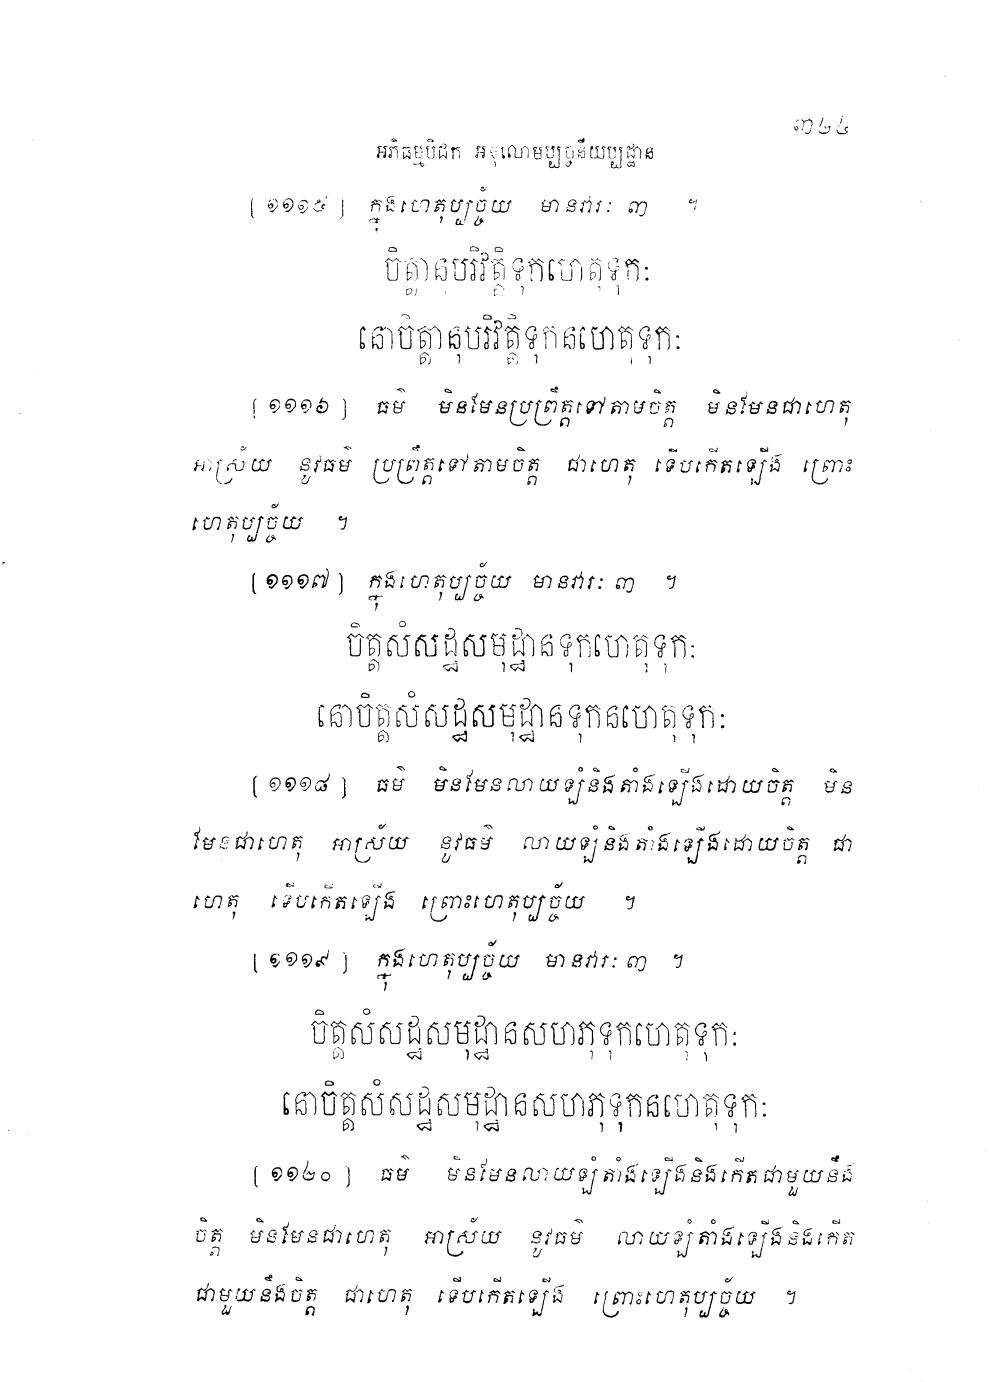 ៣២៤
អភិធម្មបិដក អនុលោមប្បច្ចនីយប្បដ្ឋាន
[១១១៥] ក្នុងហេតុប្បច្ច័យ មានវារៈ ៣ ។
ចិត្តានុបរិវត្តិទុកហេតុទុកៈ
នោចិត្តានុបរិវត្តិទុកនហេតុទុកៈ
[១១១៦] ធម៌ មិនមែនប្រព្រឹត្តទៅតាមចិត្ត មិនមែនជាហេតុ
អាស្រ័យ នូវធម៌ ប្រព្រឹត្តទៅតាមចិត្ត ជាហេតុ ទើបកើតឡើង ព្រោះ
ហេតុប្បច្ច័យ ។
[១១១៧] ក្នុងហេតុប្បច្ច័យ មានវារៈ ៣ ។
ចិត្តសំសដ្ឋសមុដ្ឋានទុកហេតុទុកៈ
នោចិត្តសំសដ្ឋសមុដ្ឋានទុកនហេតុទុកៈ
[១១១៨] ធម៌ មិនមែនលាយឡំនិងតាំងឡើងដោយចិត្ត មិន
មែនជាហេតុ អាស្រ័យ នូវធម៌ លាយឡំនិងតាំងឡើងដោយចិត្ត ជា
ហេតុ ទើបកើតឡើង ព្រោះហេតុប្បច្ច័យ ។
[១១១៩] ក្នុងហេតុប្បច្ច័យ មានវារៈ ៣ ។
ចិត្តសំសដ្ឋសមុដ្ឋានសហភុទុកហេតុទុកៈ
នោចិត្តសំសដ្ឋសមុដ្ឋានសហភុទុកនហេតុទុកៈ
[១១២០] ធម៌ មិនមែនលាយឡំតាំងឡើងនិងកើតជាមួយនឹង
ចិត្ត មិនមែនជាហេតុ អាស្រ័យ នូវធម៌ លាយឡំតាំងឡើងនិងកើត
ជាមួយនឹងចិត្ត ជាហេតុ ទើបកើតឡើង ព្រោះហេតុប្បច្ច័យ ។